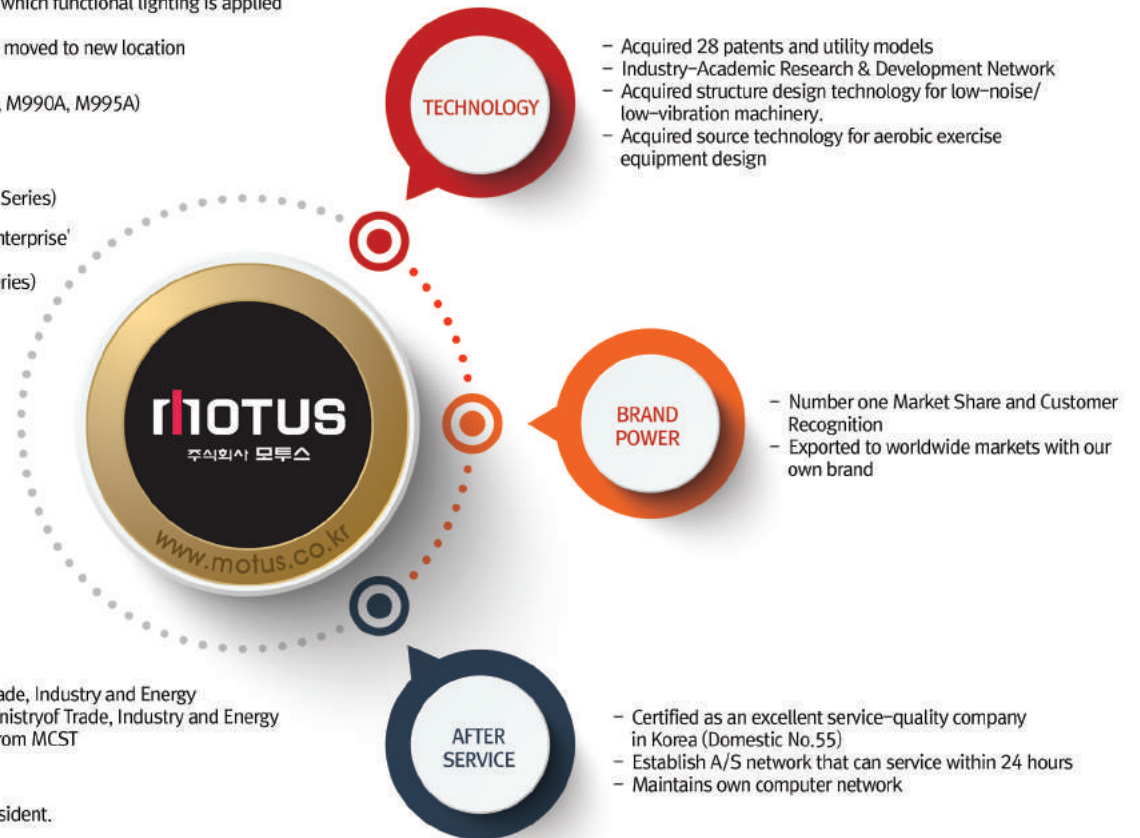 which functional lighting is applied
moved to new location
, M990A, M995A)
Series)
nterprise'
ries)
TECHNOLOGY
- Acquired 28 patents and utility models
- Industry-Academic Research & Development Network
- Acquired structure design technology for low-noise/
low-vibration machinery.
- Acquired source technology for aerobic exercise
equipment design
MOTUS
주식회사 모투스
www.motus.co.kr
BRAND
POWER
- Number one Market Share and Customer
Recognition
- Exported to worldwide markets with our
own brand
ade, Industry and Energy
nistryof Trade, Industry and Energy
rom MCST
sident.
AFTER
SERVICE
- Certified as an excellent service-quality company
in Korea (Domestic No.55)
- Establish A/S network that can service within 24 hours
- Maintains own computer network